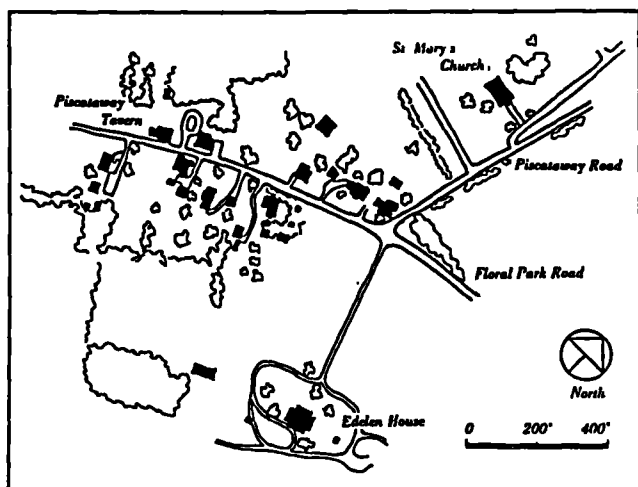 St Mary's
Church
Piscataway
Tavern
Piscataway Road
Floral Park Road
North
Edelen House
0 200' 400'